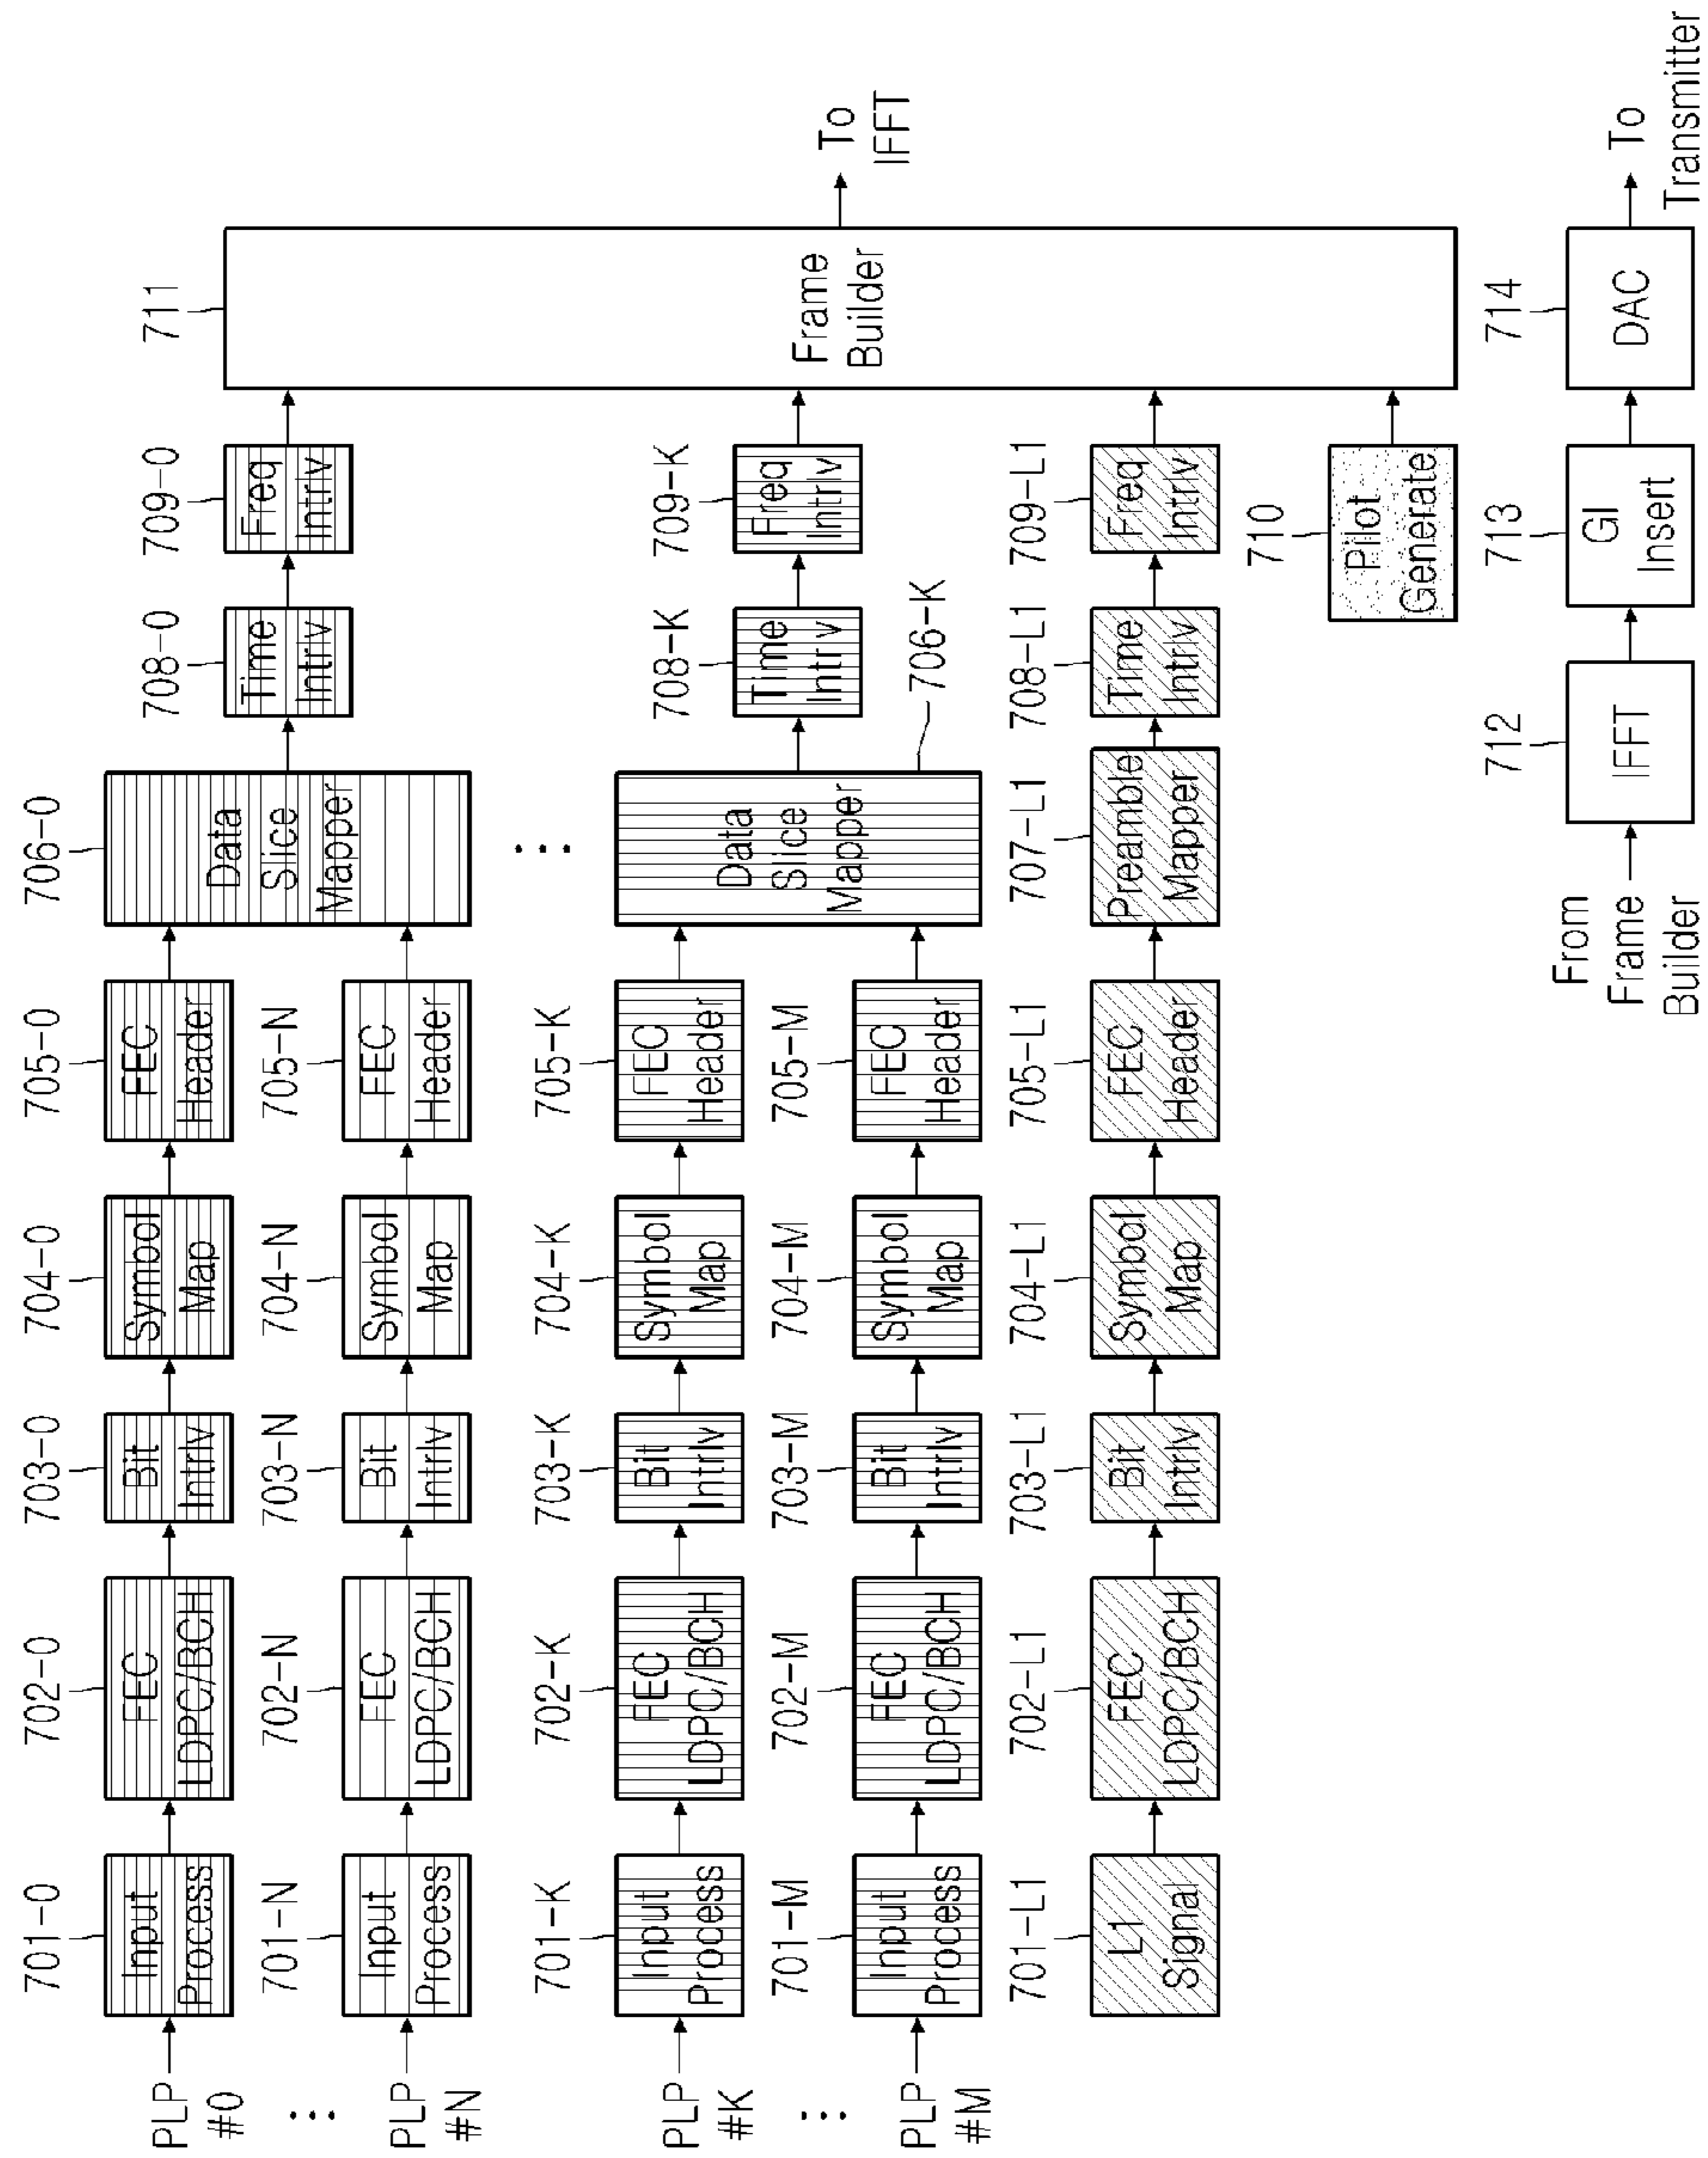 701-0
702-0
703-0
704-0
705-0
706-0
708-0
709-0
711
PLP
#0
Input
Process
FEC
LDPC/BCH
Bit
Intrlv
Symbol
Map
FEC
Header
Data
Slice
Mapper
Time
Intrlv
Freq
Intrlv
Frame
Builder
To
IFFT
701-N
702-N
703-N
704-N
705-N
PLP
#N
Input
Process
FEC
LDPC/BCH
Bit
Intrlv
Symbol
Map
FEC
Header
701-K
702-K
703-K
704-K
705-K
708-K
709-K
PLP
#K
Input
Process
FEC
LDPC/BCH
Bit
Intrlv
Symbol
Map
FEC
Header
Data
Slice
Mapper
Time
Intrlv
Freq
Intrlv
701-M
702-M
703-M
704-M
705-M
706-K
PLP
#M
Input
Process
FEC
LDPC/BCH
Bit
Intrlv
Symbol
Map
FEC
Header
701-L1
702-L1
703-L1
704-L1
705-L1
707-L1
708-L1
709-L1
L1
Signal
FEC
LDPC/BCH
Bit
Intrlv
Symbol
Map
FEC
Header
Preamble
Mapper
Time
Intrlv
Freq
Intrlv
710
Pilot
Generate
712
713
714
From
Frame
Builder
IFFT
GI
Insert
DAC
To
Transmitter